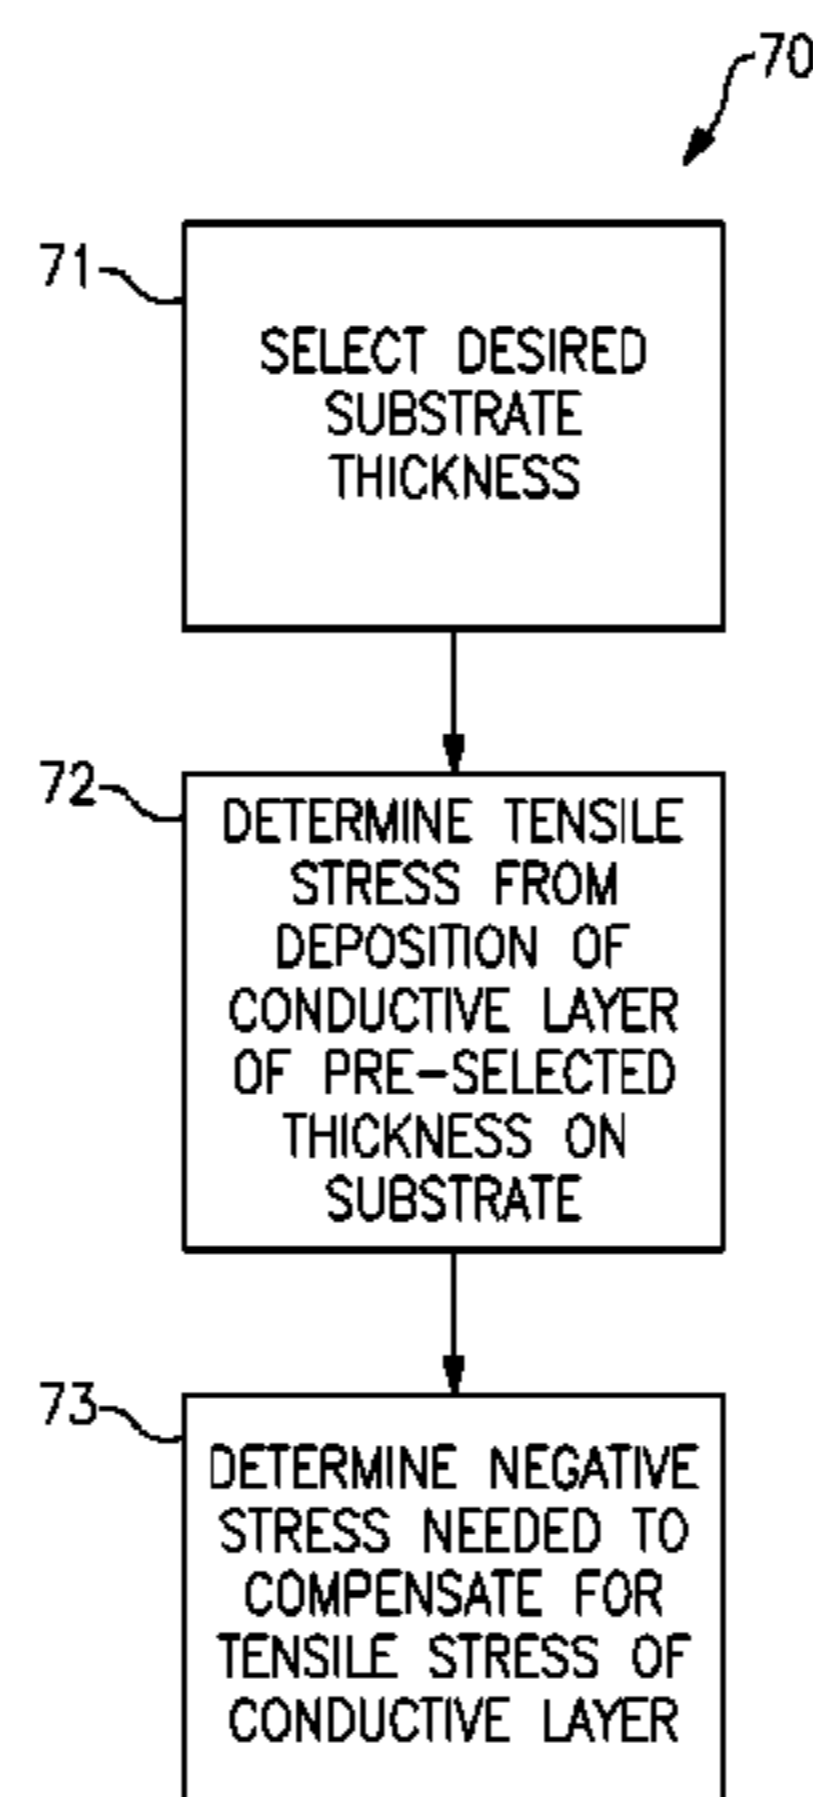 70
71
SELECT DESIRED
SUBSTRATE
THICKNESS
72
DETERMINE TENSILE
STRESS FROM
DEPOSITION OF
CONDUCTIVE LAYER
OF PRE-SELECTED
THICKNESS ON
SUBSTRATE
73
DETERMINE NEGATIVE
STRESS NEEDED TO
COMPENSATE FOR
TENSILE STRESS OF
CONDUCTIVE LAYER